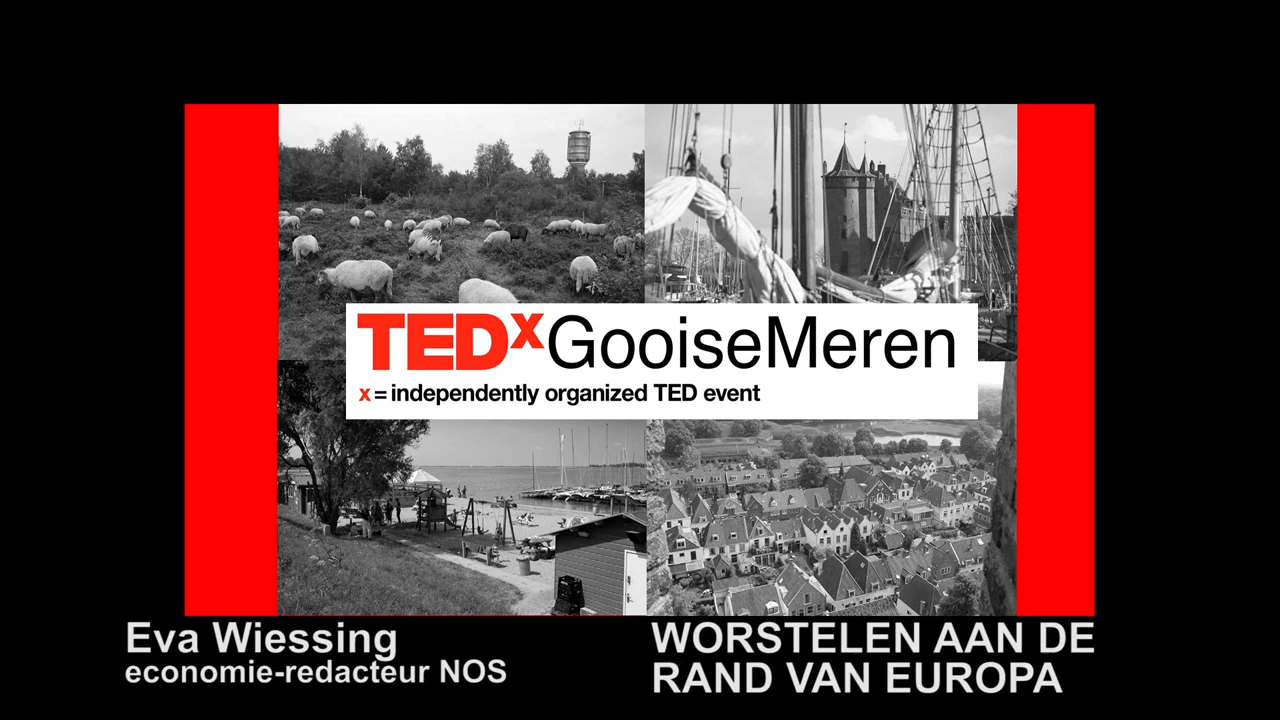 TEDxGooiseMeren
x = independently organized TED event
Eva Wiessing
economie-redacteur NOS
WORSTELEN AAN DE
RAND VAN EUROPA